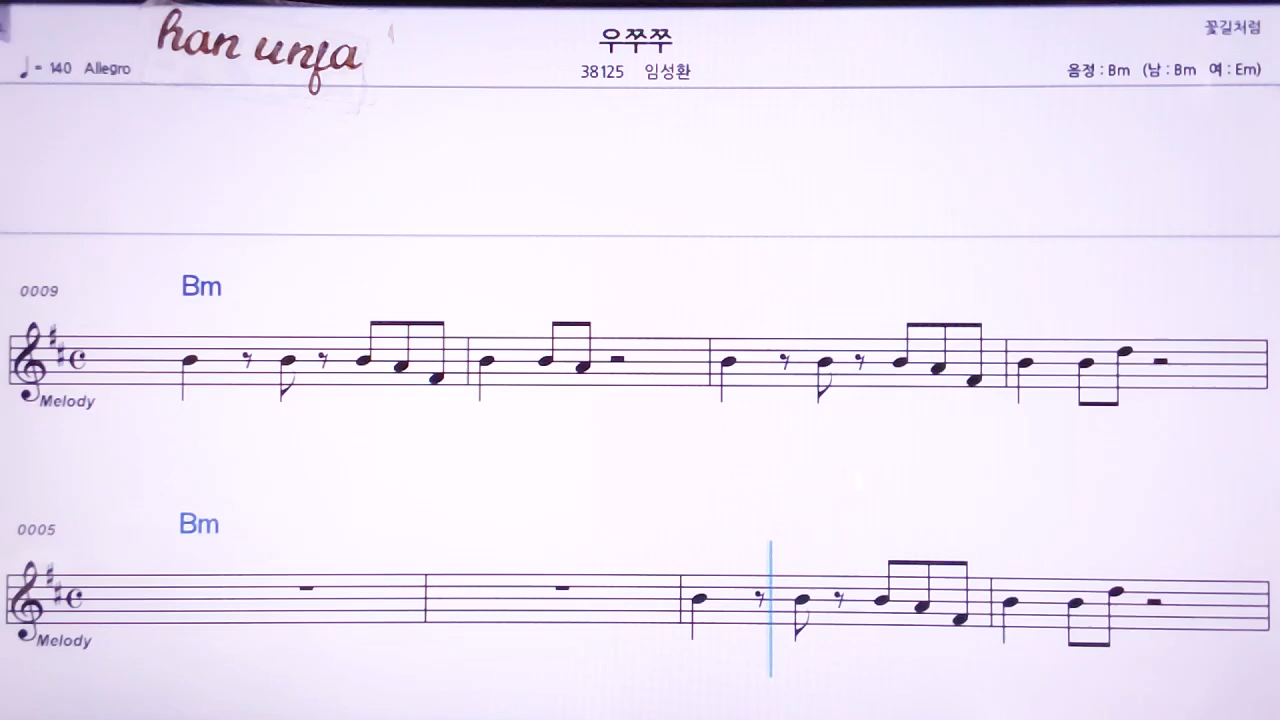 han unja
우쭈쭈
꽃길처럼
♩ = 140 Allegro
38125 임성환
음정 : Bm (남 : Bm 여 : Em)
0009
Bm
Melody
0005
Bm
Melody